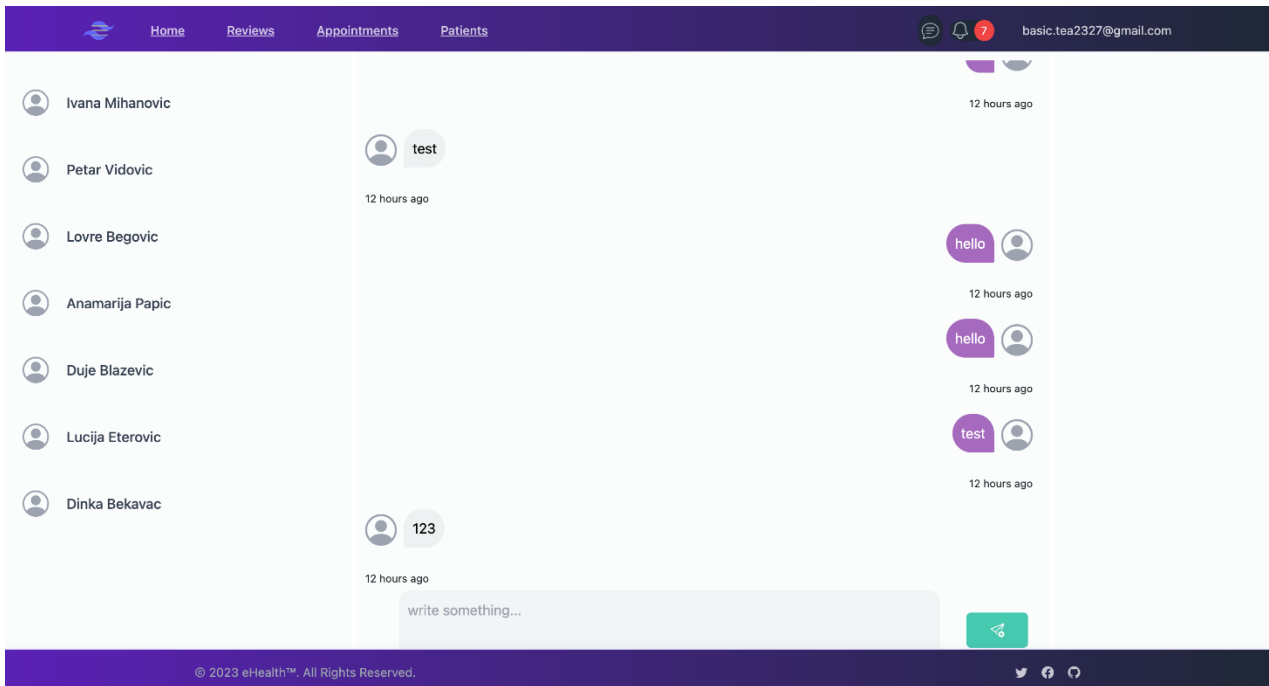 Home Reviews Appointments Patients 7 basic.tea2327@gmail.com
Ivana Mihanovic
Petar Vidovic
Lovre Begovic
Anamarija Papic
Duje Blazevic
Lucija Eterovic
Dinka Bekavac
12 hours ago
test
12 hours ago
hello
12 hours ago
hello
12 hours ago
test
12 hours ago
123
12 hours ago
write something...
© 2023 eHealth™. All Rights Reserved.